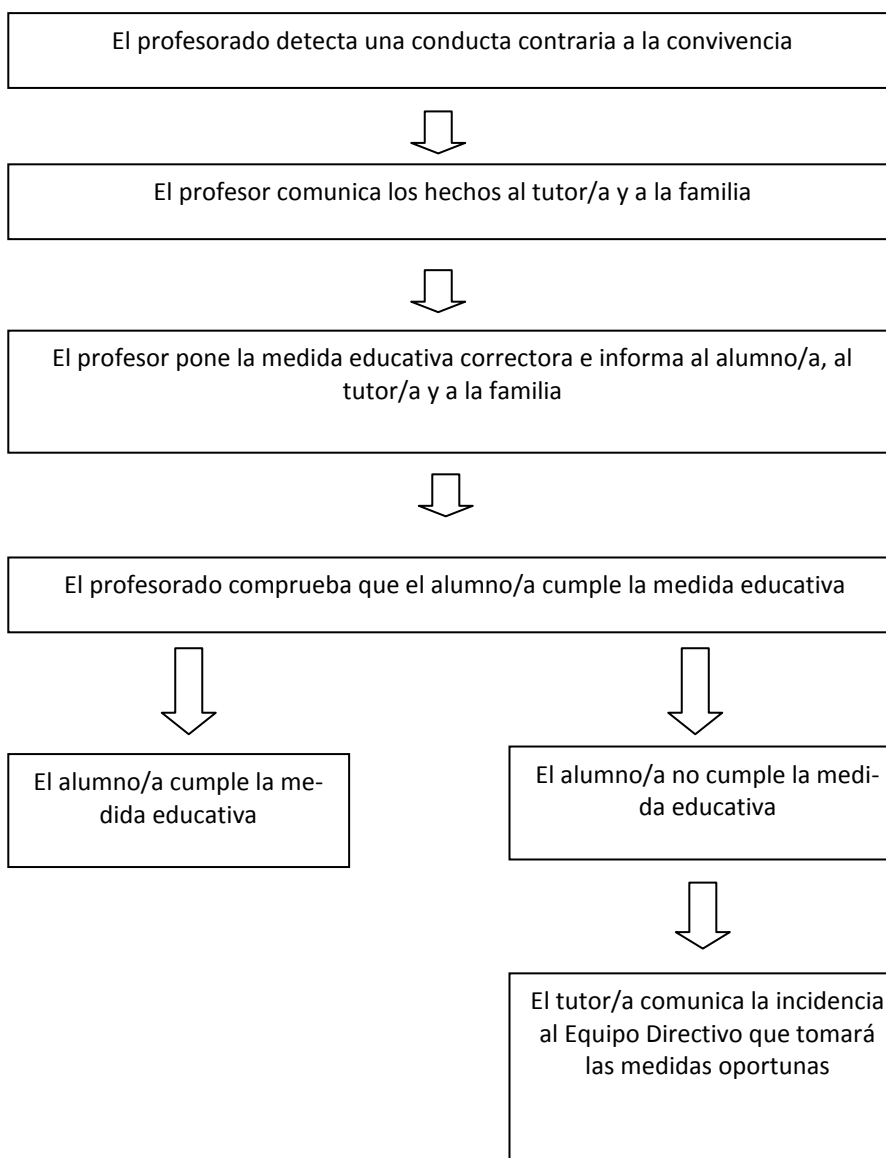 El profesorado detecta una conducta contraria a la convivencia
El profesor comunica los hechos al tutor/a y a la familia
El profesor pone la medida educativa correctora e informa al alumno/a, al
tutor/a y a la familia
El profesorado comprueba que el alumno/a cumple la medida educativa
El alumno/a cumple la me-
dida educativa
El alumno/a no cumple la medi-
da educativa
El tutor/a comunica la incidencia
al Equipo Directivo que tomará
las medidas oportunas